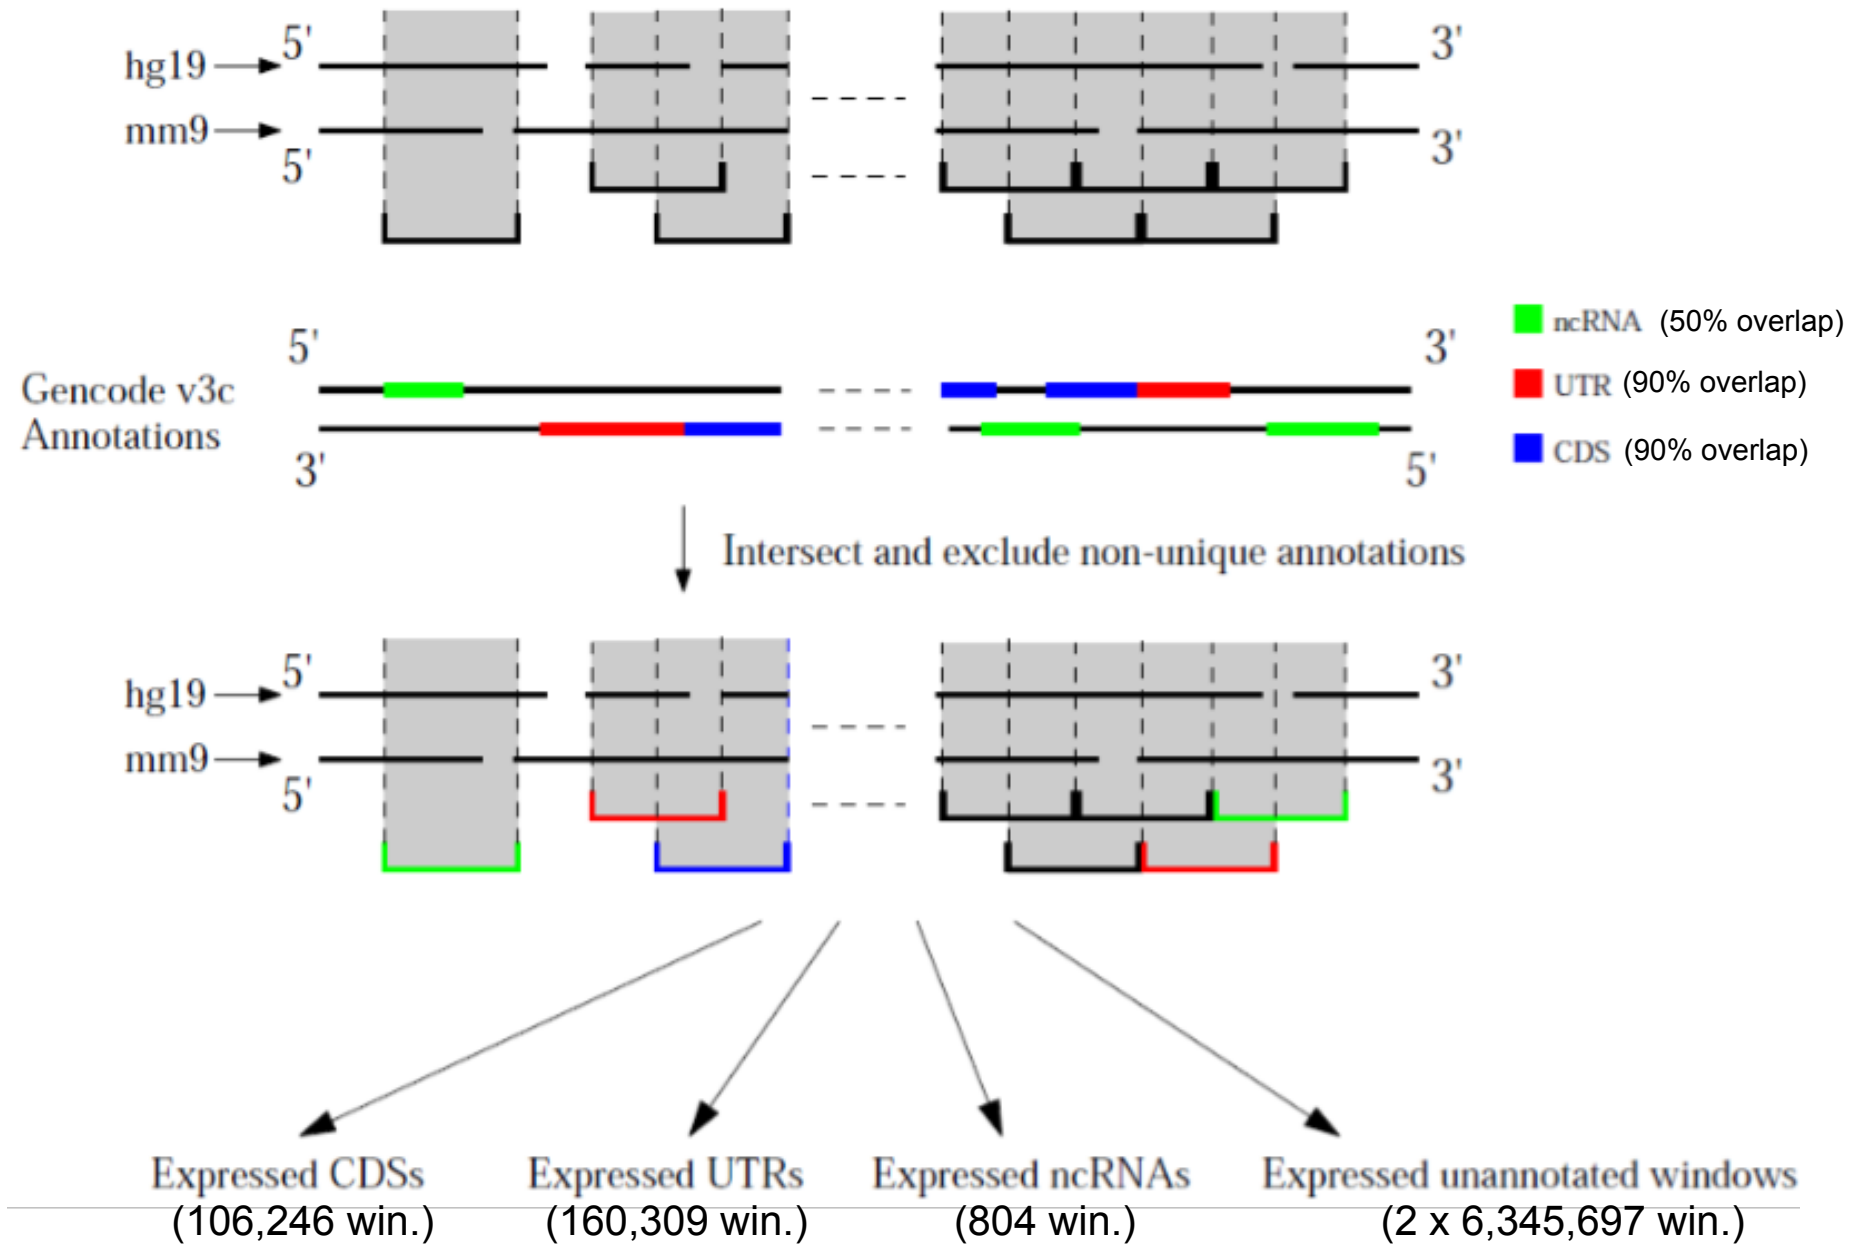 5'
3'
hg19
mm9
5'
3'
5'
3'
ncRNA (50% overlap)
Gencode v3c
Annotations
UTR (90% overlap)
CDS (90% overlap)
3'
5'
Intersect and exclude non-unique annotations
5'
3'
hg19
mm9
5'
3'
Expressed CDSs
(106,246 win.)
Expressed UTRs
(160,309 win.)
Expressed ncRNAs
(804 win.)
Expressed unannotated windows
(2 x 6,345,697 win.)